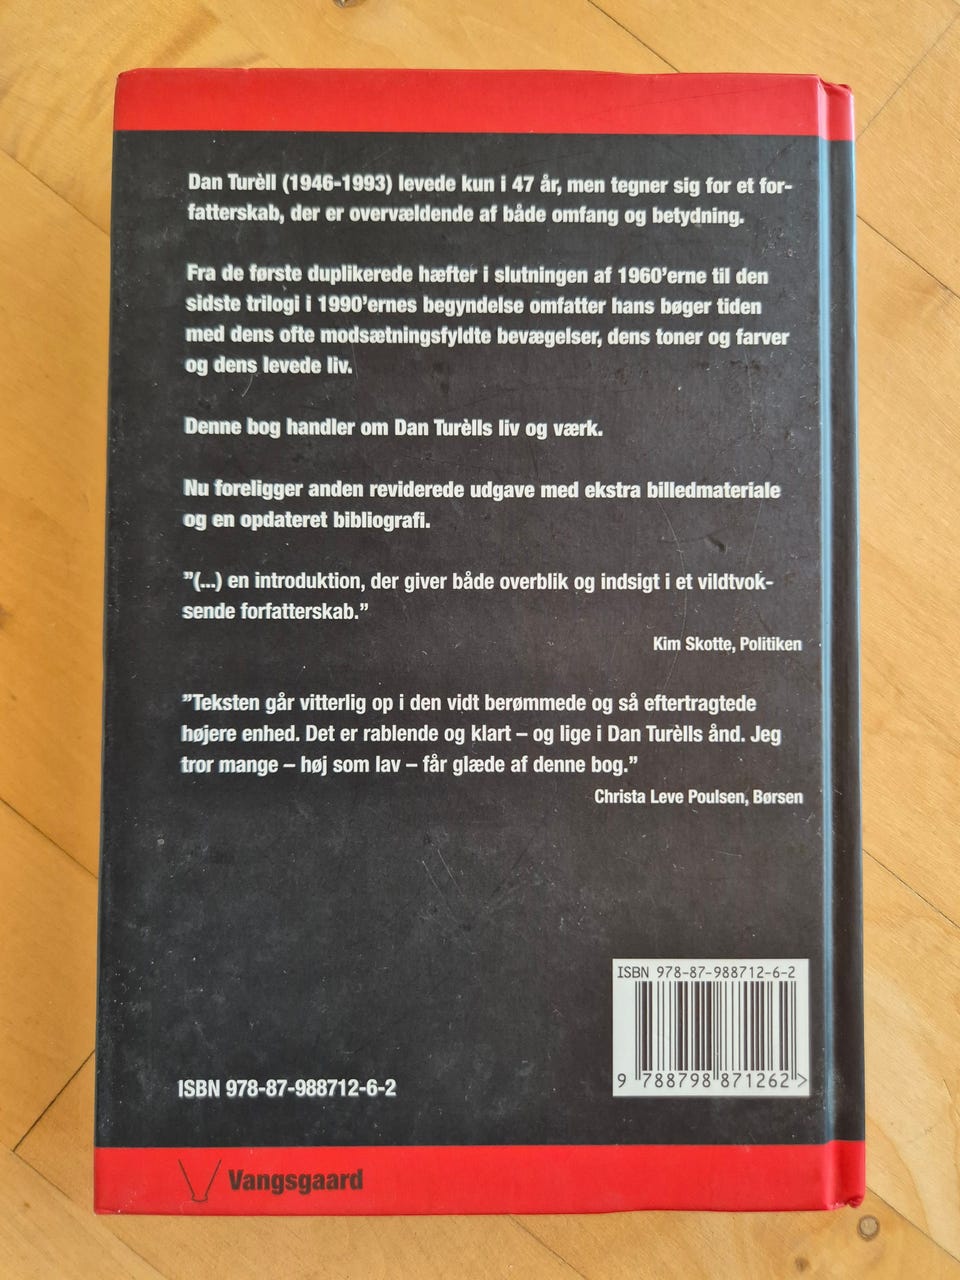 Dan Turèll (1946-1993) levede kun i 47 år, men tegner sig for et for-
fatterskab, der er overvældende af både omfang og betydning.
Fra de første duplikerede hæfter i slutningen af 1960'erne til den
sidste trilogi i 1990'ernes begyndelse omfatter hans bøger tiden
med dens ofte modsætningsfyldte bevægelser, dens toner og farver
og dens levede liv.
Denne bog handler om Dan Turèlls liv og værk.
Nu foreligger anden reviderede udgave med ekstra billedmateriale
og en opdateret bibliografi.
"(...) en introduktion, der giver både overblik og indsigt i et vildtvok-
sende forfatterskab."
Kim Skotte, Politiken
"Teksten går vitterlig op i den vidt berømmede og så eftertragtede
højere enhed. Det er rablende og klart – og lige i Dan Turèlls ånd. Jeg
tror mange – høj som lav – får glæde af denne bog."
Christa Leve Poulsen, Børsen
ISBN 978-87-988712-6-2
9 788798 871262 >
ISBN 978-87-988712-6-2
Vangsgaard